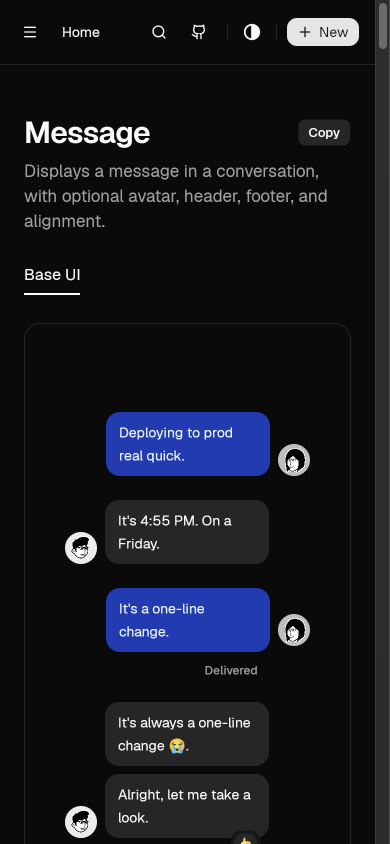 Home
New
Message
Copy
Displays a message in a conversation,
with optional avatar, header, footer, and
alignment.
Base UI
Deploying to prod
real quick.
It's 4:55 PM. On a
Friday.
It's a one-line
change.
Delivered
It's always a one-line
change 😭.
Alright, let me take a
look.